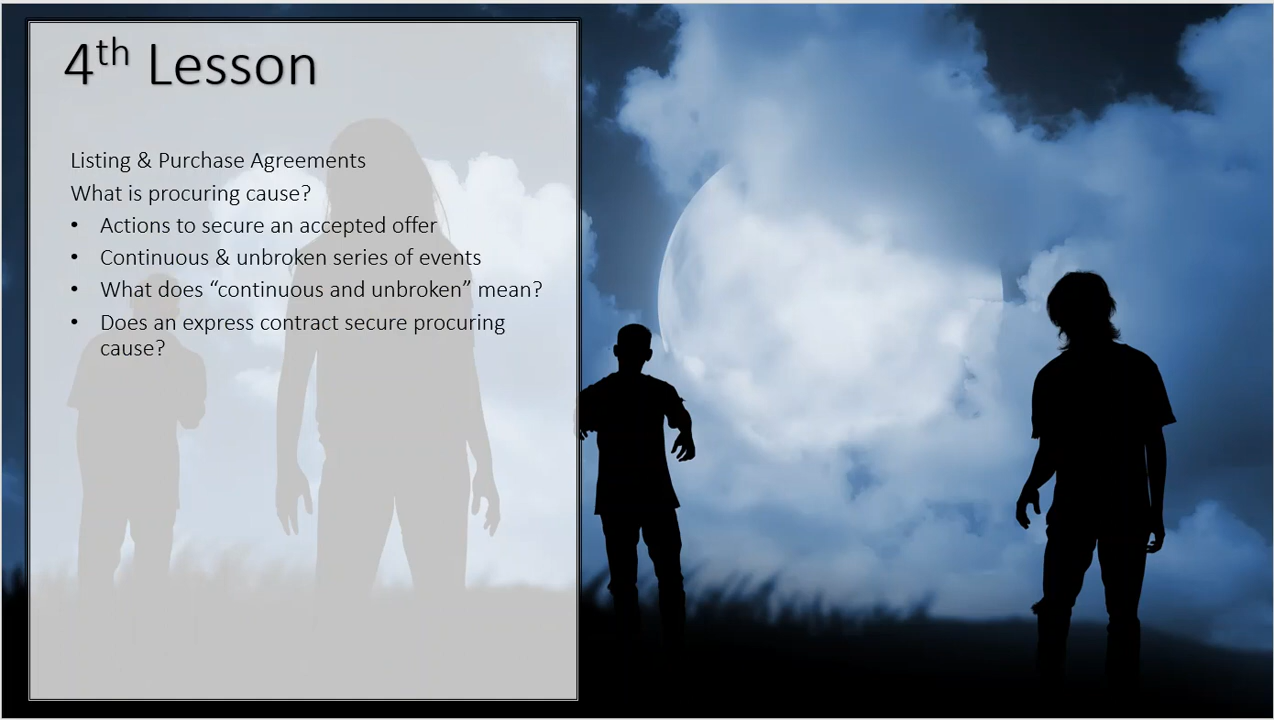 4th Lesson
Listing & Purchase Agreements
What is procuring cause?
• Actions to secure an accepted offer
• Continuous & unbroken series of events
• What does “continuous and unbroken” mean?
• Does an express contract secure procuring
cause?